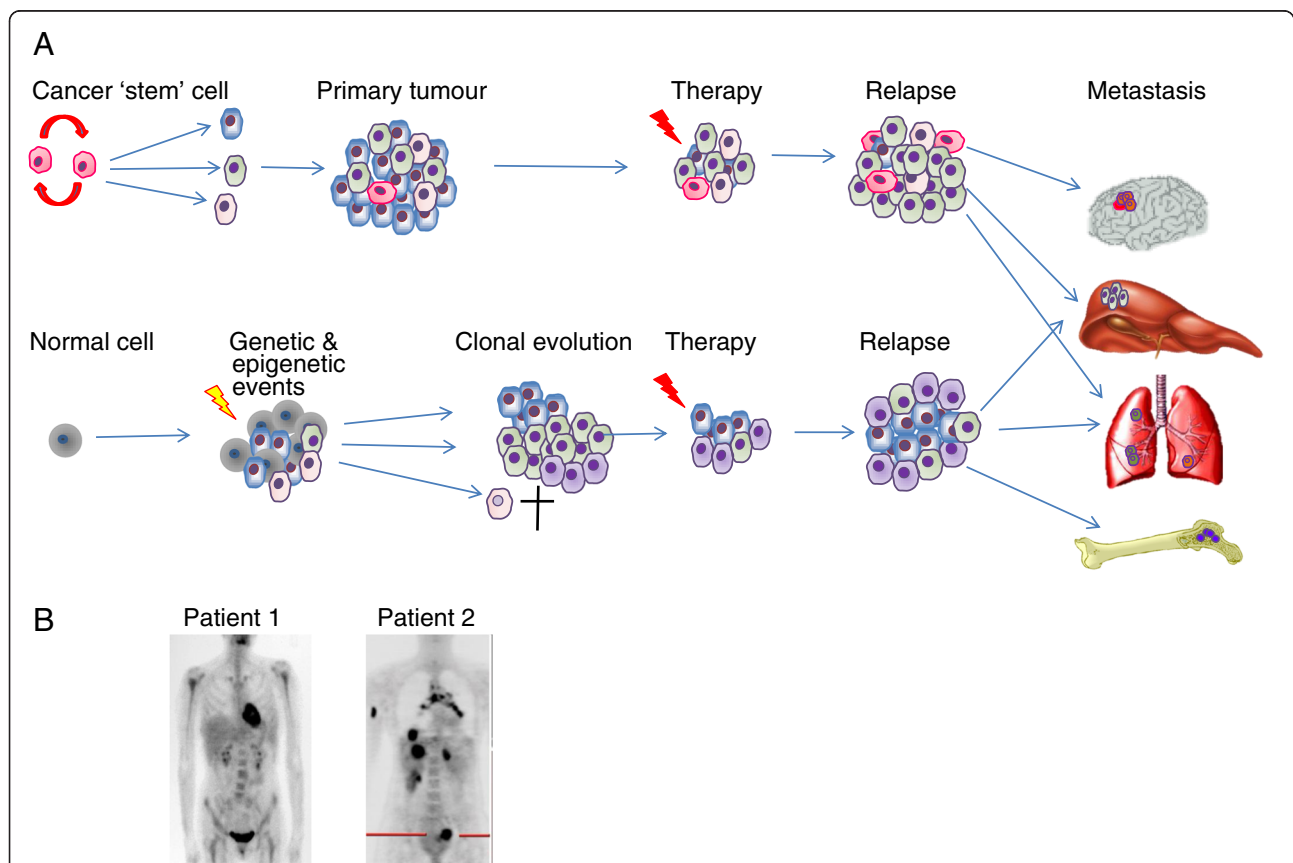 A
Cancer 'stem' cell
Primary tumour
Therapy
Relapse
Metastasis
Normal cell
Genetic &
epigenetic
events
Clonal evolution
Therapy
Relapse
B
Patient 1
Patient 2